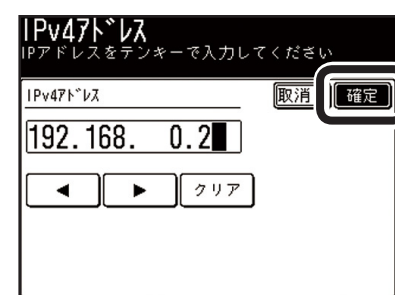 IPv4ｱﾄﾞﾚｽ
IPアドレスをテンキーで入力してください
IPv4ｱﾄﾞﾚｽ
取消 確定
192.168.  0.2
◀ ▶ クリア